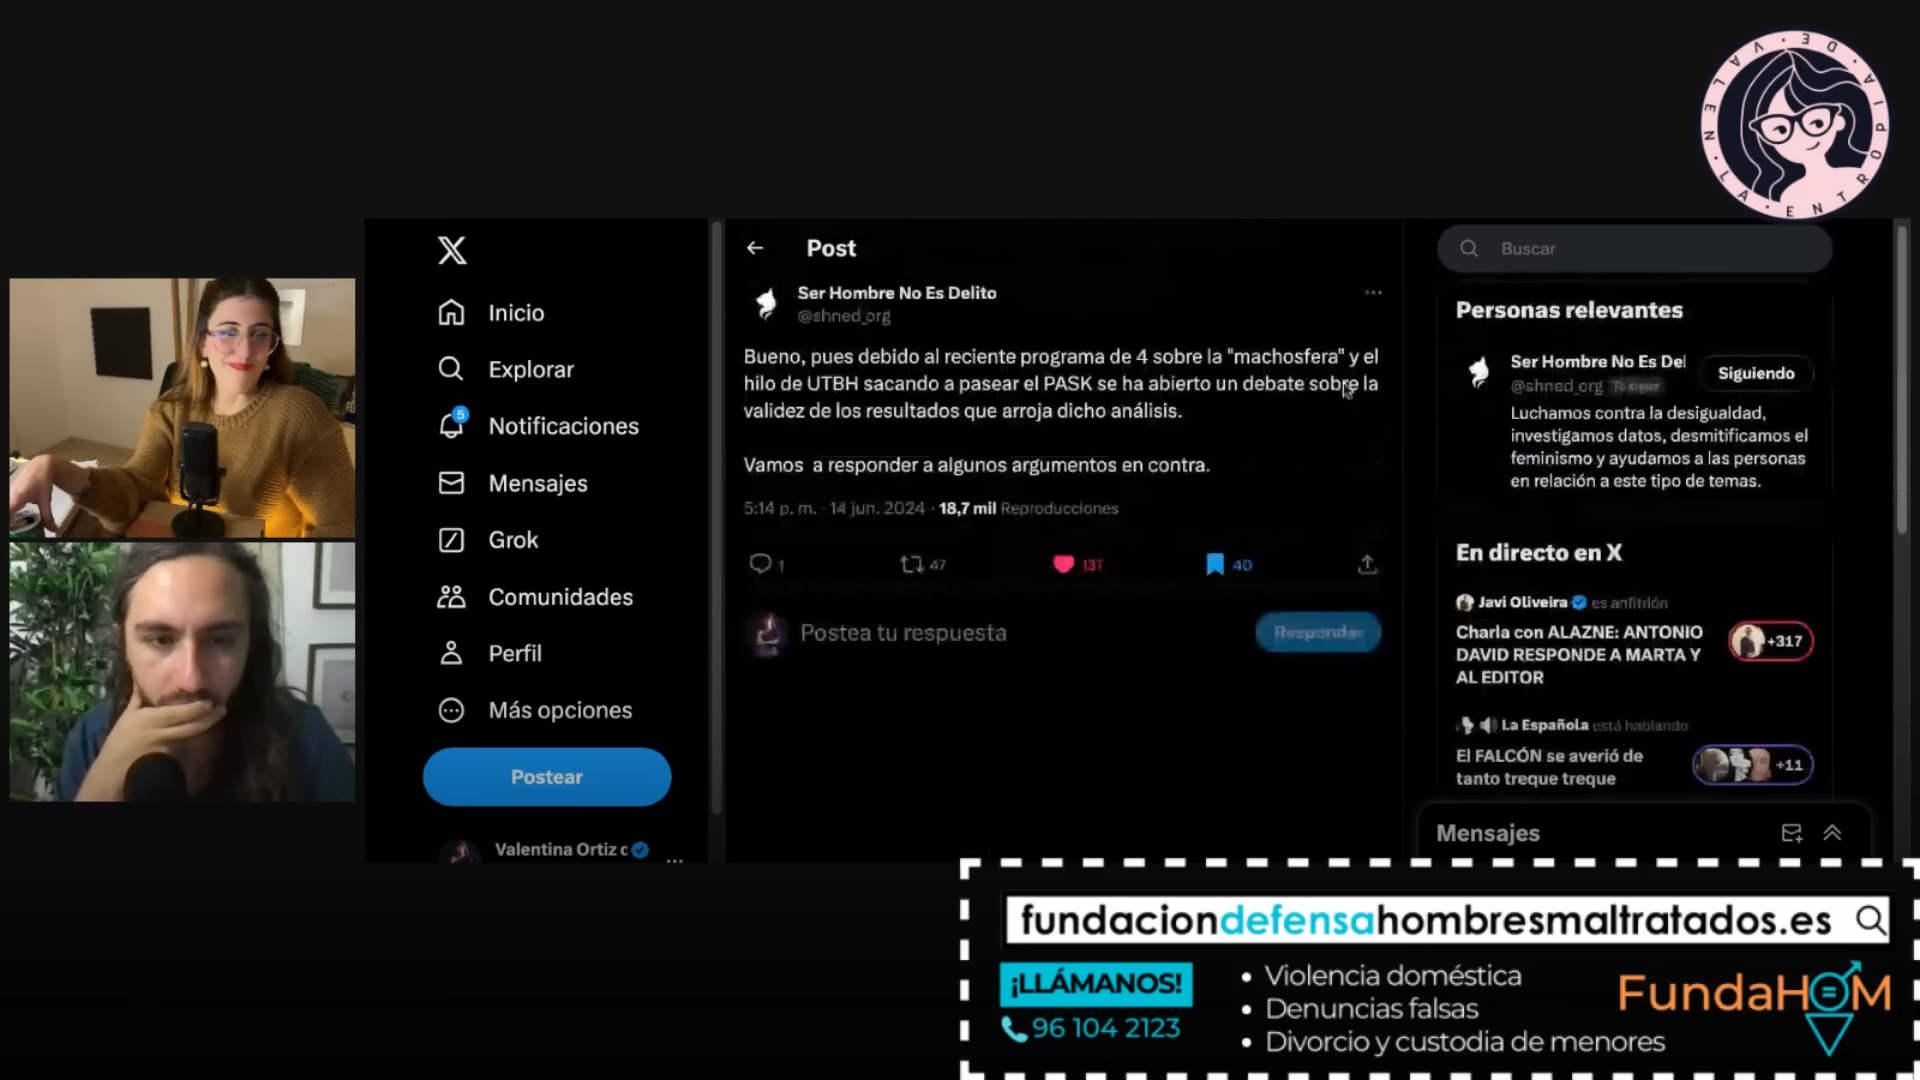 LA ENTROPIA DE VALEN
Inicio
Explorar
5
Notificaciones
Mensajes
Grok
Comunidades
Perfil
Más opciones
Postear
Valentina Ortiz
Post
Ser Hombre No Es Delito
@shned_org
Bueno, pues debido al reciente programa de 4 sobre la "machosfera" y el
hilo de UTBH sacando a pasear el PASK se ha abierto un debate sobre la
validez de los resultados que arroja dicho análisis.
Vamos a responder a algunos argumentos en contra.
5:14 p. m. · 14 jun. 2024 · 18,7 mil Reproducciones
1 47 137 40
Postea tu respuesta
Responder
Buscar
Personas relevantes
Ser Hombre No Es Del
@shned_org Te sigue
Siguiendo
Luchamos contra la desigualdad,
investigamos datos, desmitificamos el
feminismo y ayudamos a las personas
en relación a este tipo de temas.
En directo en X
Javi Oliveira es anfitrión
Charla con ALAZNE: ANTONIO
DAVID RESPONDE A MARTA Y
AL EDITOR
+317
La Española está hablando
El FALCÓN se averió de
tanto treque treque
+11
Mensajes
fundaciondefensahombresmaltratados.es
¡LLÁMANOS!
96 104 2123
• Violencia doméstica
• Denuncias falsas
• Divorcio y custodia de menores
FundaHOM